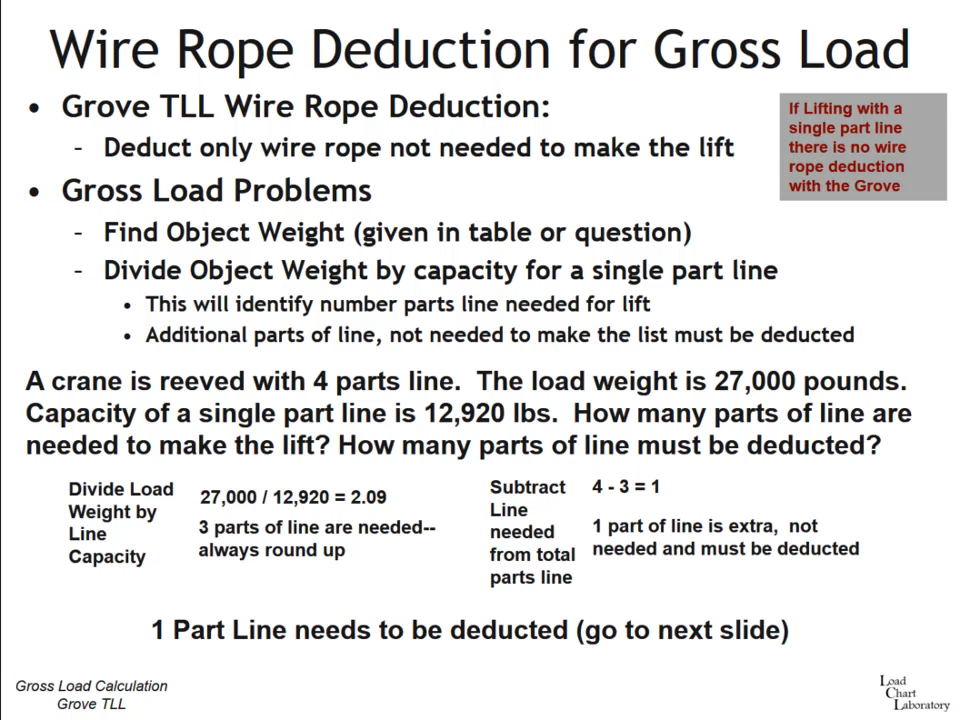 Wire Rope Deduction for Gross Load
• Grove TLL Wire Rope Deduction:
- Deduct only wire rope not needed to make the lift
If Lifting with a
single part line
there is no wire
rope deduction
with the Grove
• Gross Load Problems
- Find Object Weight (given in table or question)
- Divide Object Weight by capacity for a single part line
• This will identify number parts line needed for lift
• Additional parts of line, not needed to make the list must be deducted
A crane is reeved with 4 parts line. The load weight is 27,000 pounds.
Capacity of a single part line is 12,920 lbs. How many parts of line are
needed to make the lift? How many parts of line must be deducted?
Divide Load
Weight by
Line
Capacity
27,000 / 12,920 = 2.09
3 parts of line are needed--
always round up
Subtract
Line
needed
from total
parts line
4 - 3 = 1
1 part of line is extra, not
needed and must be deducted
1 Part Line needs to be deducted (go to next slide)
Gross Load Calculation
Grove TLL
Load
Chart
Laboratory